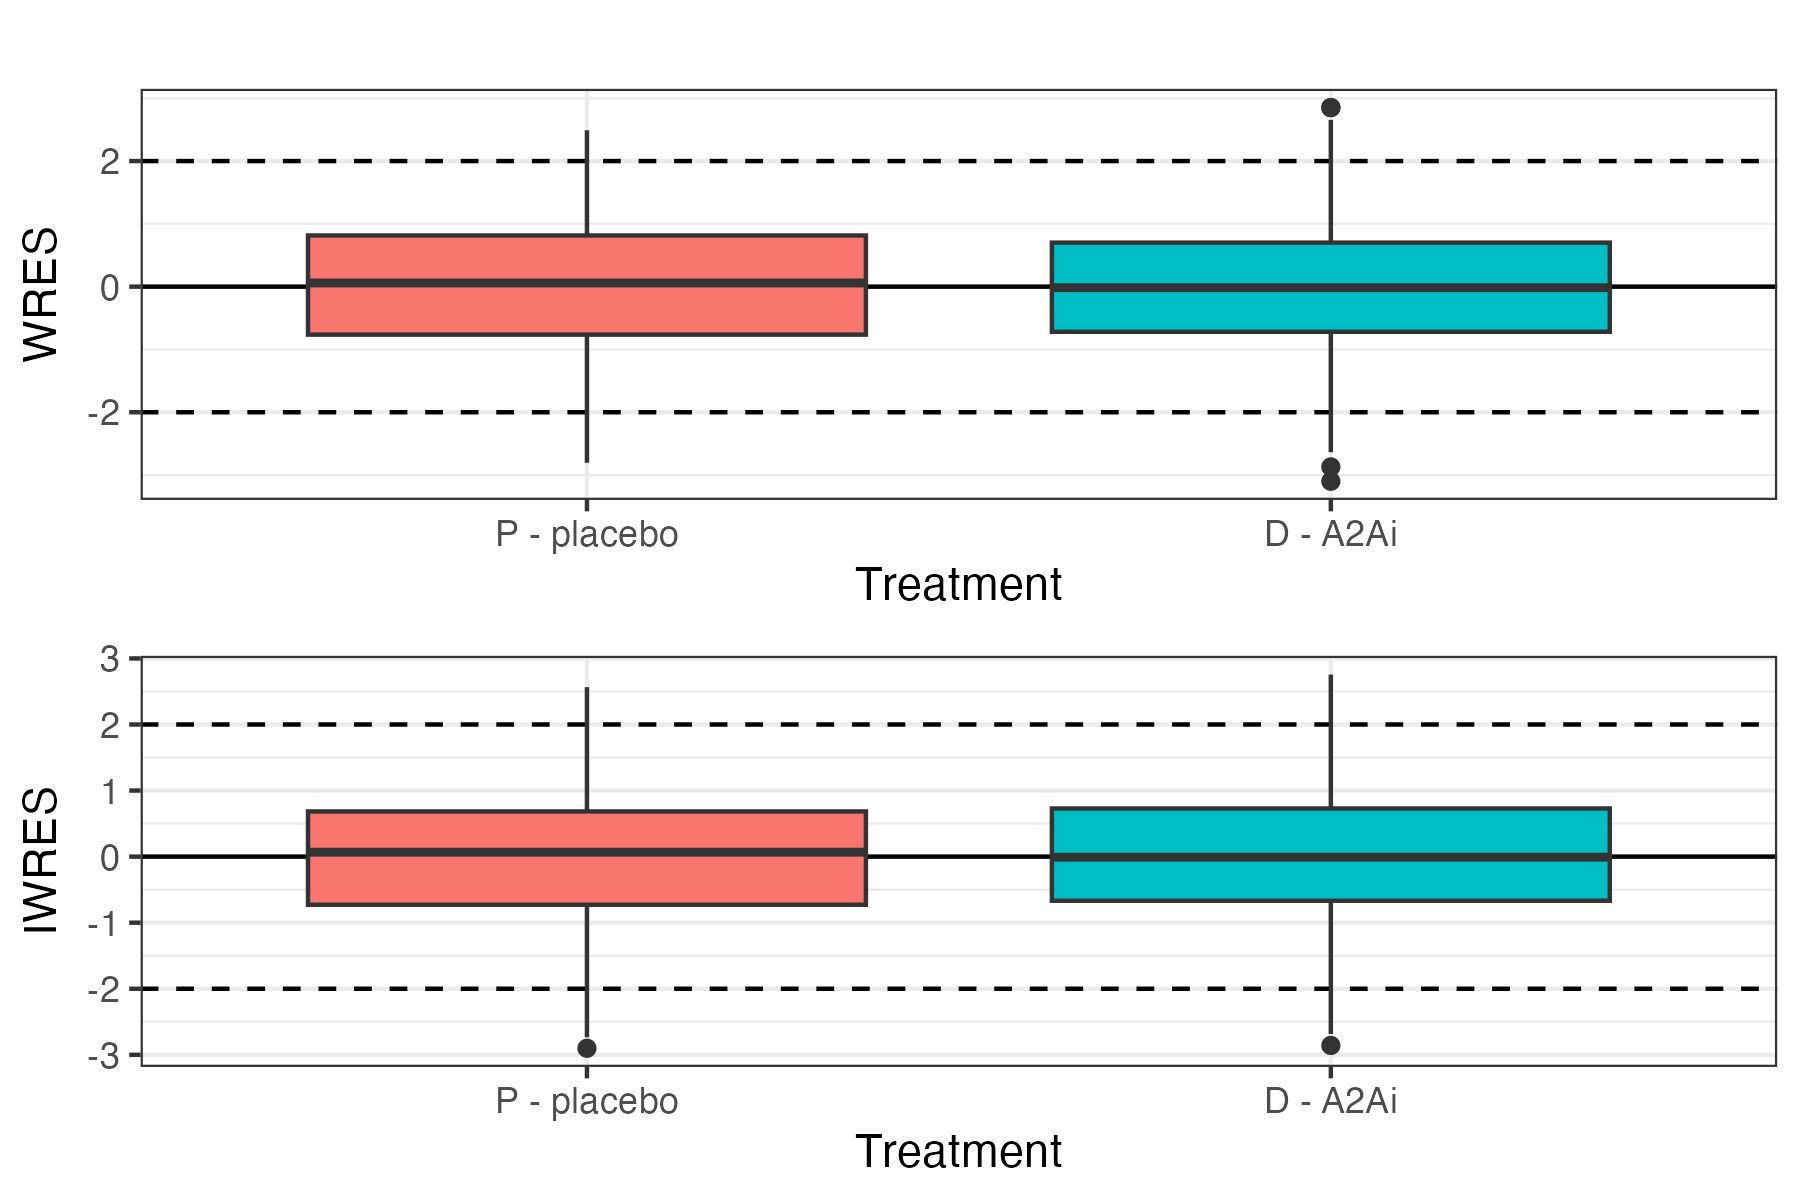 2
0
-2
WRES
P - placebo
D - A2Ai
Treatment
3
2
1
0
-1
-2
-3
IWRES
P - placebo
D - A2Ai
Treatment